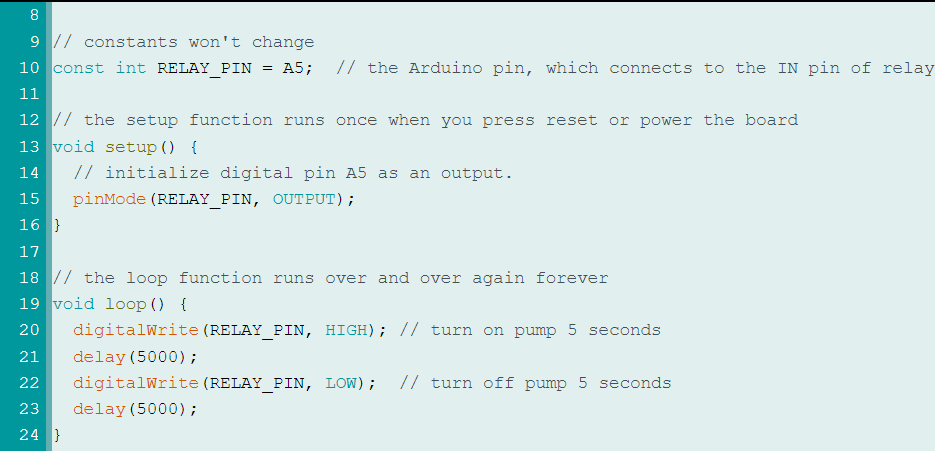 8
9 // constants won't change
10 const int RELAY_PIN = A5;  // the Arduino pin, which connects to the IN pin of relay
11
12 // the setup function runs once when you press reset or power the board
13 void setup() {
14   // initialize digital pin A5 as an output.
15   pinMode(RELAY_PIN, OUTPUT);
16 }
17
18 // the loop function runs over and over again forever
19 void loop() {
20   digitalWrite(RELAY_PIN, HIGH); // turn on pump 5 seconds
21   delay(5000);
22   digitalWrite(RELAY_PIN, LOW);  // turn off pump 5 seconds
23   delay(5000);
24 }